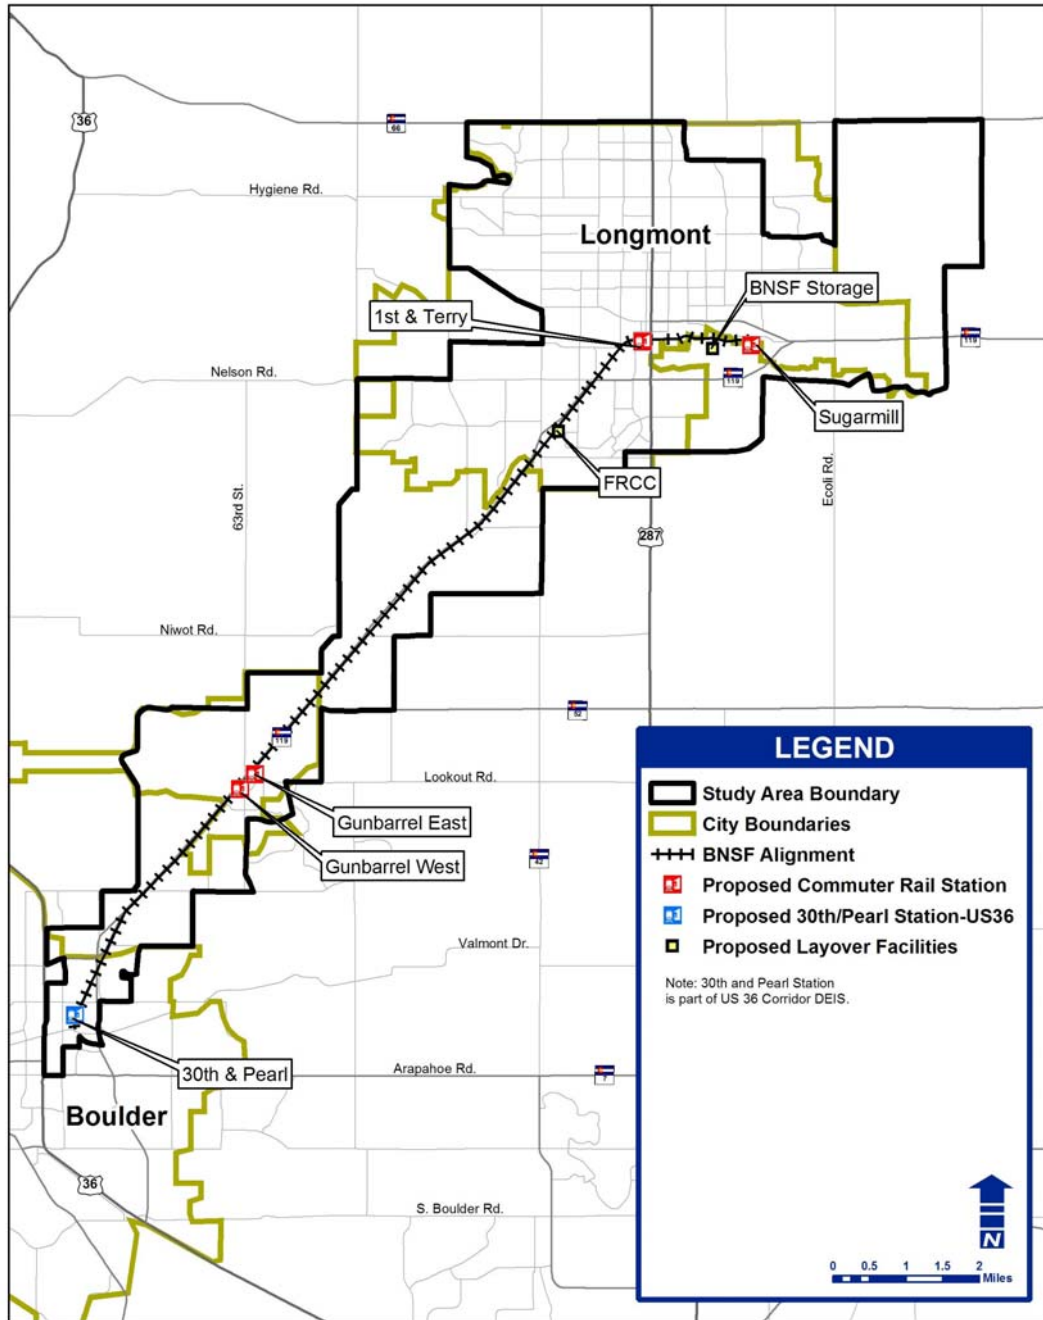 36
66
Hygiene Rd.
Longmont
BNSF Storage
1st & Terry
119
Nelson Rd.
119
Sugarmill
FRCC
Ecoli Rd.
63rd St.
287
Niwot Rd.
52
119
Lookout Rd.
Gunbarrel East
Gunbarrel West
42
Valmont Dr.
30th & Pearl
Arapahoe Rd.
7
Boulder
36
S. Boulder Rd.
LEGEND
Study Area Boundary
City Boundaries
BNSF Alignment
Proposed Commuter Rail Station
Proposed 30th/Pearl Station-US36
Proposed Layover Facilities
Note: 30th and Pearl Station
is part of US 36 Corridor DEIS.
N
0 0.5 1 1.5 2
Miles